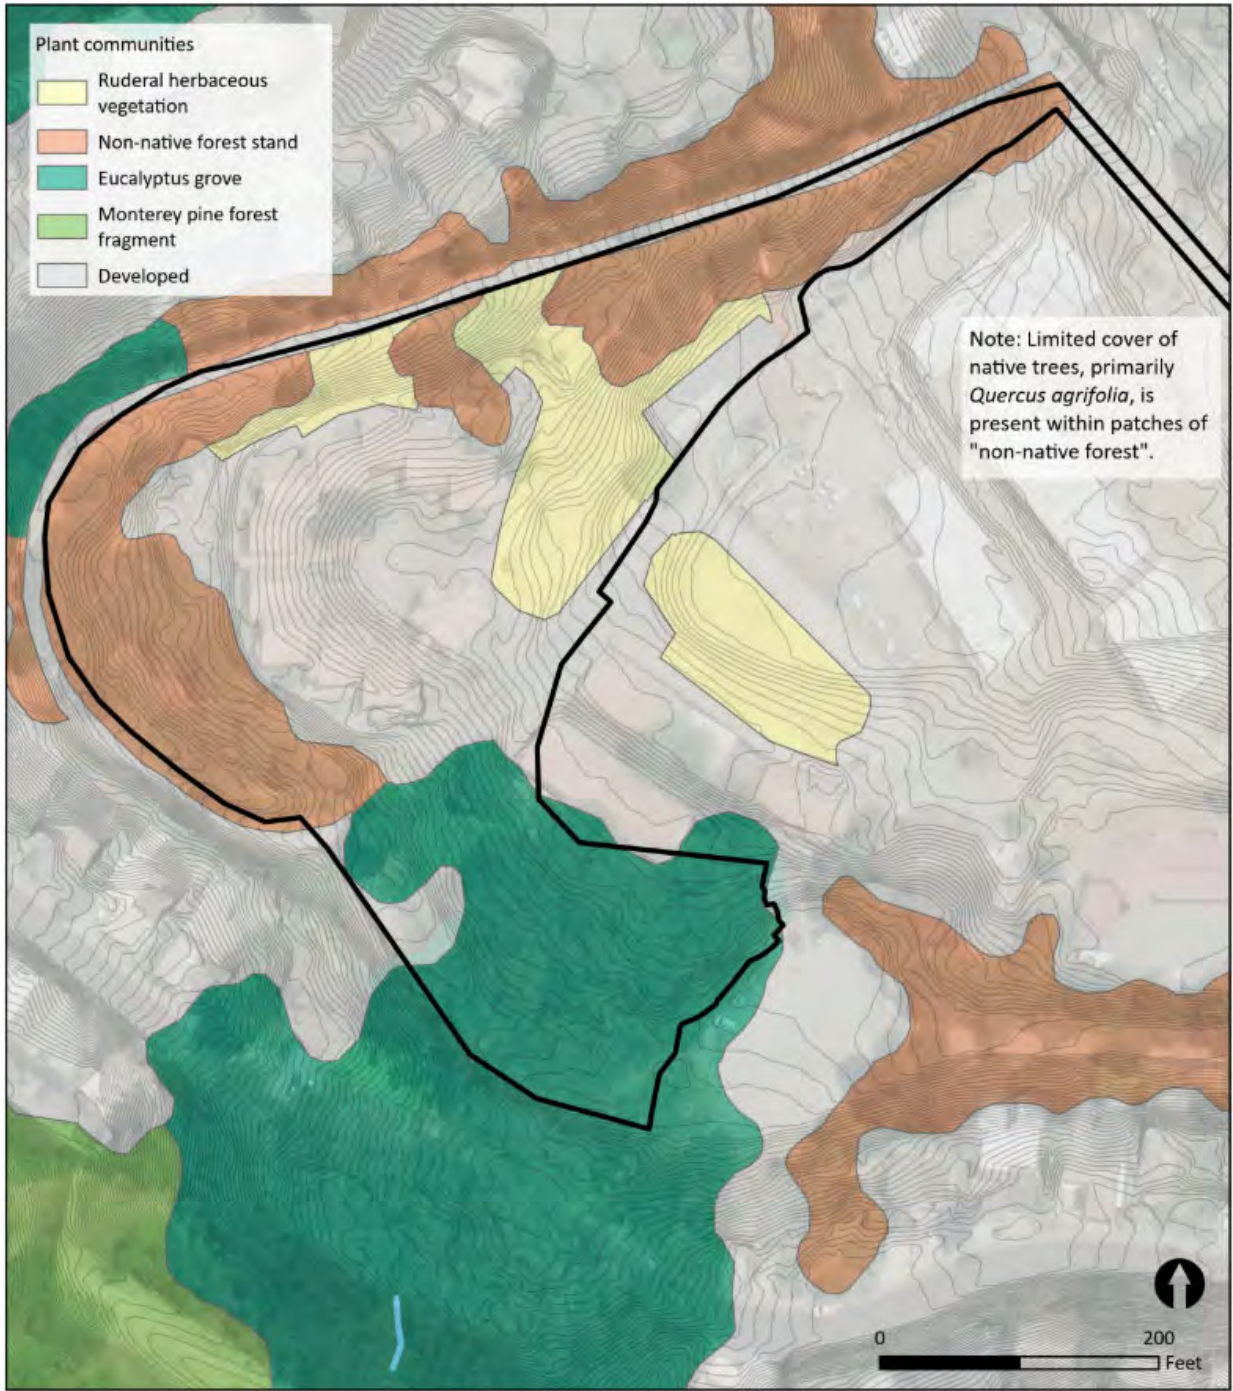 Plant communities
Ruderal herbaceous
vegetation
Non-native forest stand
Eucalyptus grove
Monterey pine forest
fragment
Developed
Note: Limited cover of
native trees, primarily
Quercus agrifolia, is
present within patches of
"non-native forest".
0 200
Feet